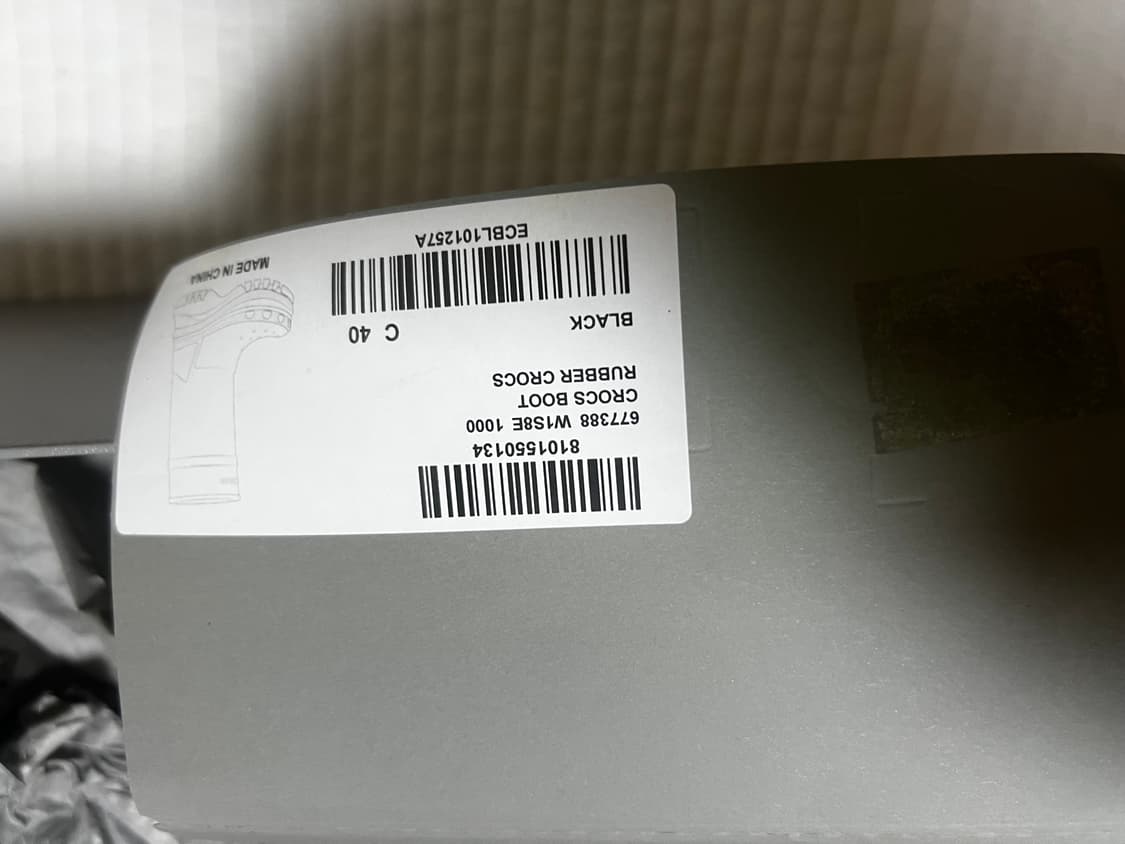 8101550134
677388 W1S8E 1000
CROCS BOOT
RUBBER CROCS
BLACK C 40
ECBL101257A
MADE IN CHINA